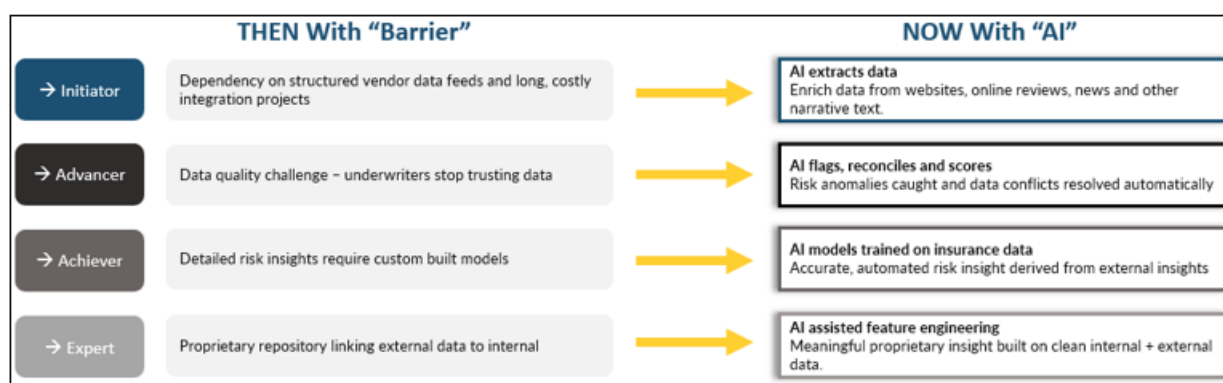 THEN With “Barrier”
NOW With “AI”
→ Initiator
Dependency on structured vendor data feeds and long, costly
integration projects
AI extracts data
Enrich data from websites, online reviews, news and other
narrative text.
→ Advancer
Data quality challenge – underwriters stop trusting data
AI flags, reconciles and scores
Risk anomalies caught and data conflicts resolved automatically
→ Achiever
Detailed risk insights require custom built models
AI models trained on insurance data
Accurate, automated risk insight derived from external insights
→ Expert
Proprietary repository linking external data to internal
AI assisted feature engineering
Meaningful proprietary insight built on clean internal + external
data.